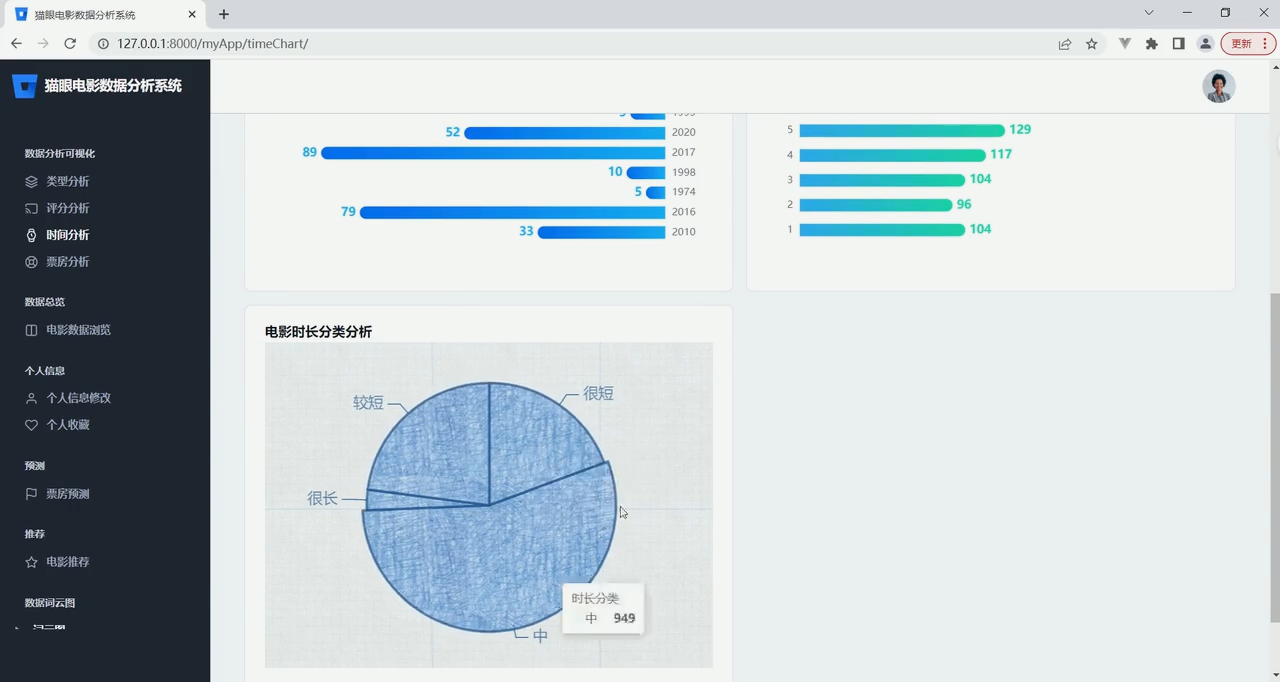 猫眼电影数据分析系统
127.0.0.1:8000/myApp/timeChart/
更新
猫眼电影数据分析系统
数据分析可视化
类型分析
评分分析
时间分析
票房分析
数据总览
电影数据浏览
个人信息
个人信息修改
个人收藏
预测
票房预测
推荐
电影推荐
数据词云图
52 2020
89 2017
10 1998
5 1974
79 2016
33 2010
5 129
4 117
3 104
2 96
1 104
电影时长分类分析
较短
很短
很长
中
时长分类
中 949